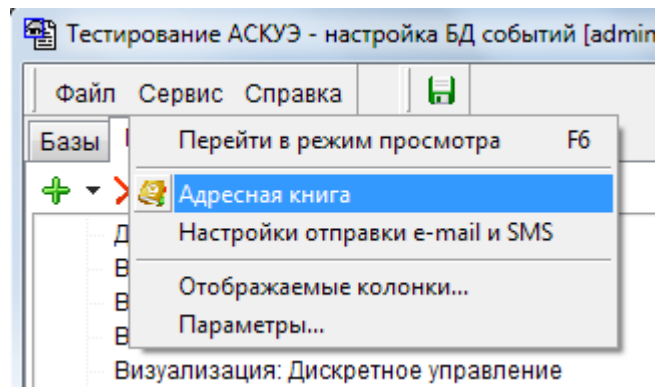 Тестирование АСКУЭ - настройка БД событий [admin
Файл Сервис Справка
Базы
Перейти в режим просмотра F6
Адресная книга
Настройки отправки e-mail и SMS
Отображаемые колонки...
Параметры...
Визуализация: Дискретное управление